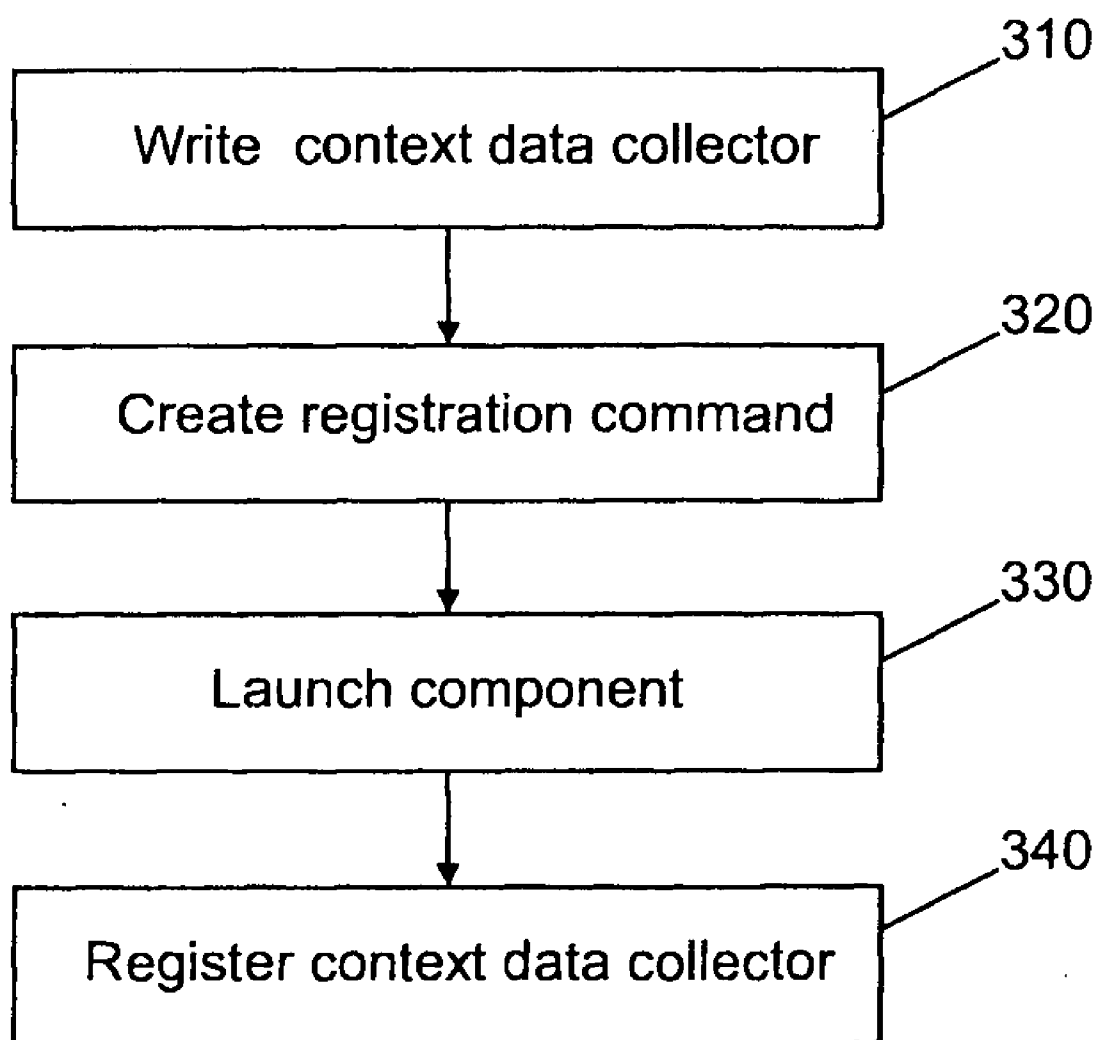 310
Write context data collector
320
Create registration command
330
Launch component
340
Register context data collector